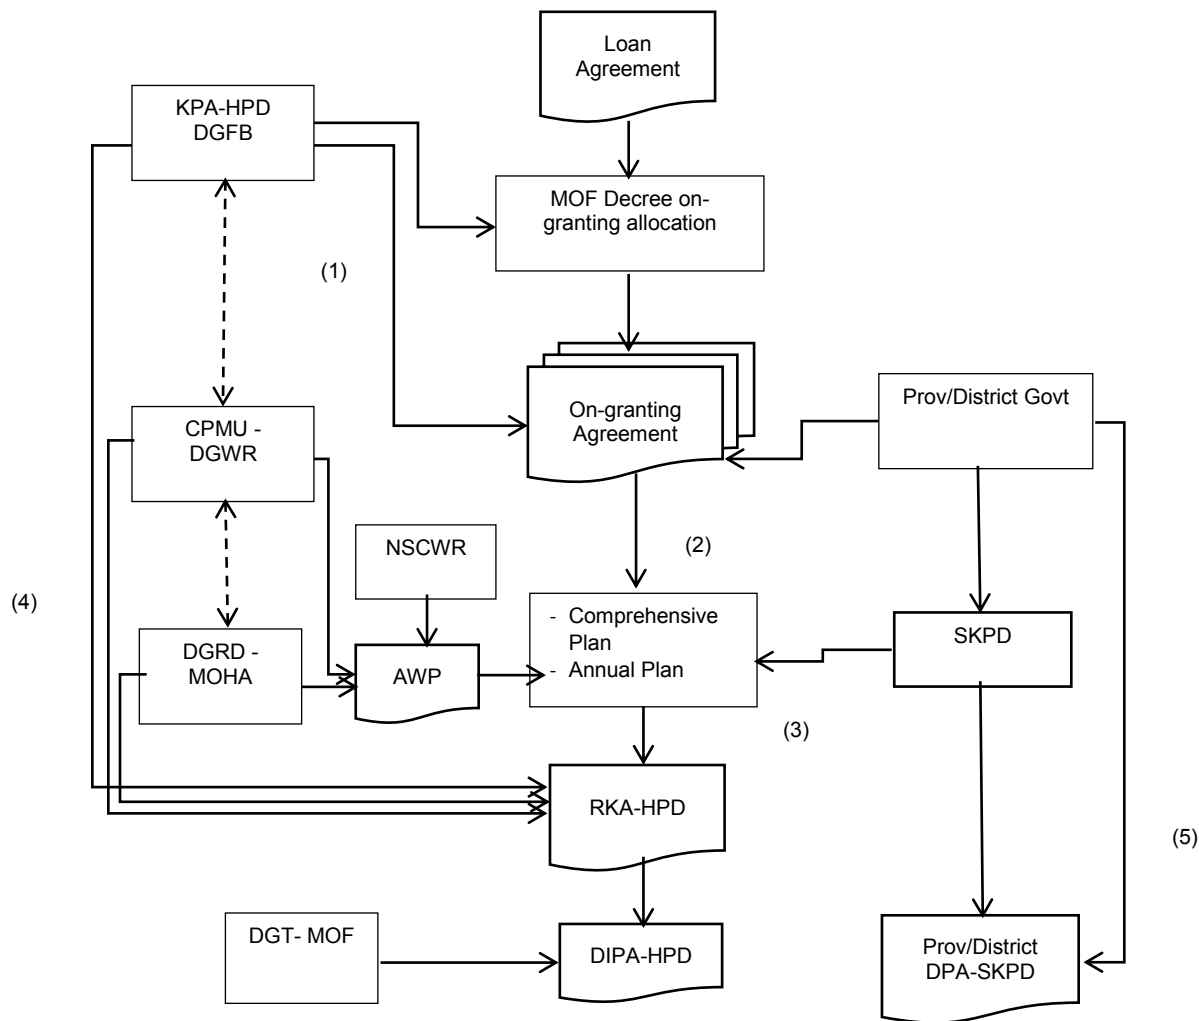 Loan
Agreement
KPA-HPD
DGFB
MOF Decree on-
granting allocation
(1)
On-granting
Agreement
Prov/District Govt
CPMU -
DGWR
NSCWR
(2)
(4)
- Comprehensive
Plan
- Annual Plan
SKPD
DGRD -
MOHA
AWP
(3)
RKA-HPD
(5)
DGT- MOF
DIPA-HPD
Prov/District
DPA-SKPD